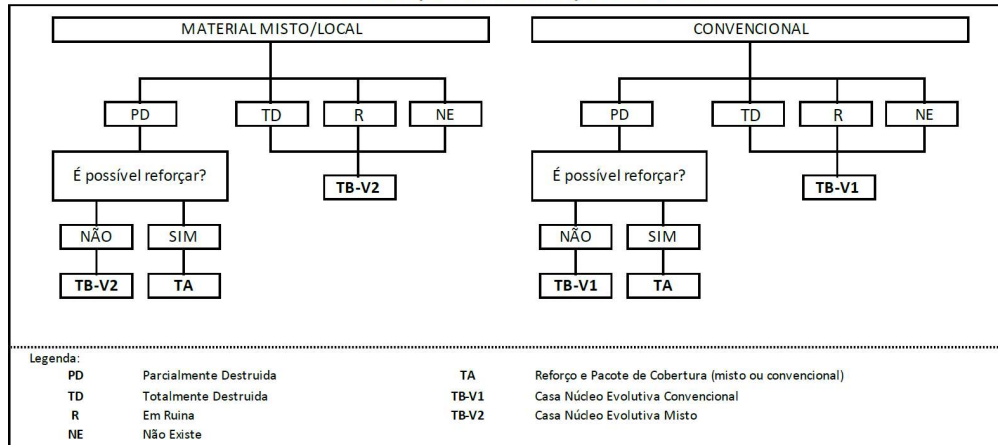 MATERIAL MISTO/LOCAL
CONVENCIONAL
PD
TD
R
NE
PD
TD
R
NE
É possível reforçar?
TB-V2
É possível reforçar?
TB-V1
NÃO
SIM
NÃO
SIM
TB-V2
TA
TB-V1
TA
Legenda:
PD Parcialmente Destruida
TA Reforço e Pacote de Cobertura (misto ou convencional)
TD Totalmente Destruida
TB-V1 Casa Núcleo Evolutiva Convencional
R Em Ruina
TB-V2 Casa Núcleo Evolutiva Misto
NE Não Existe